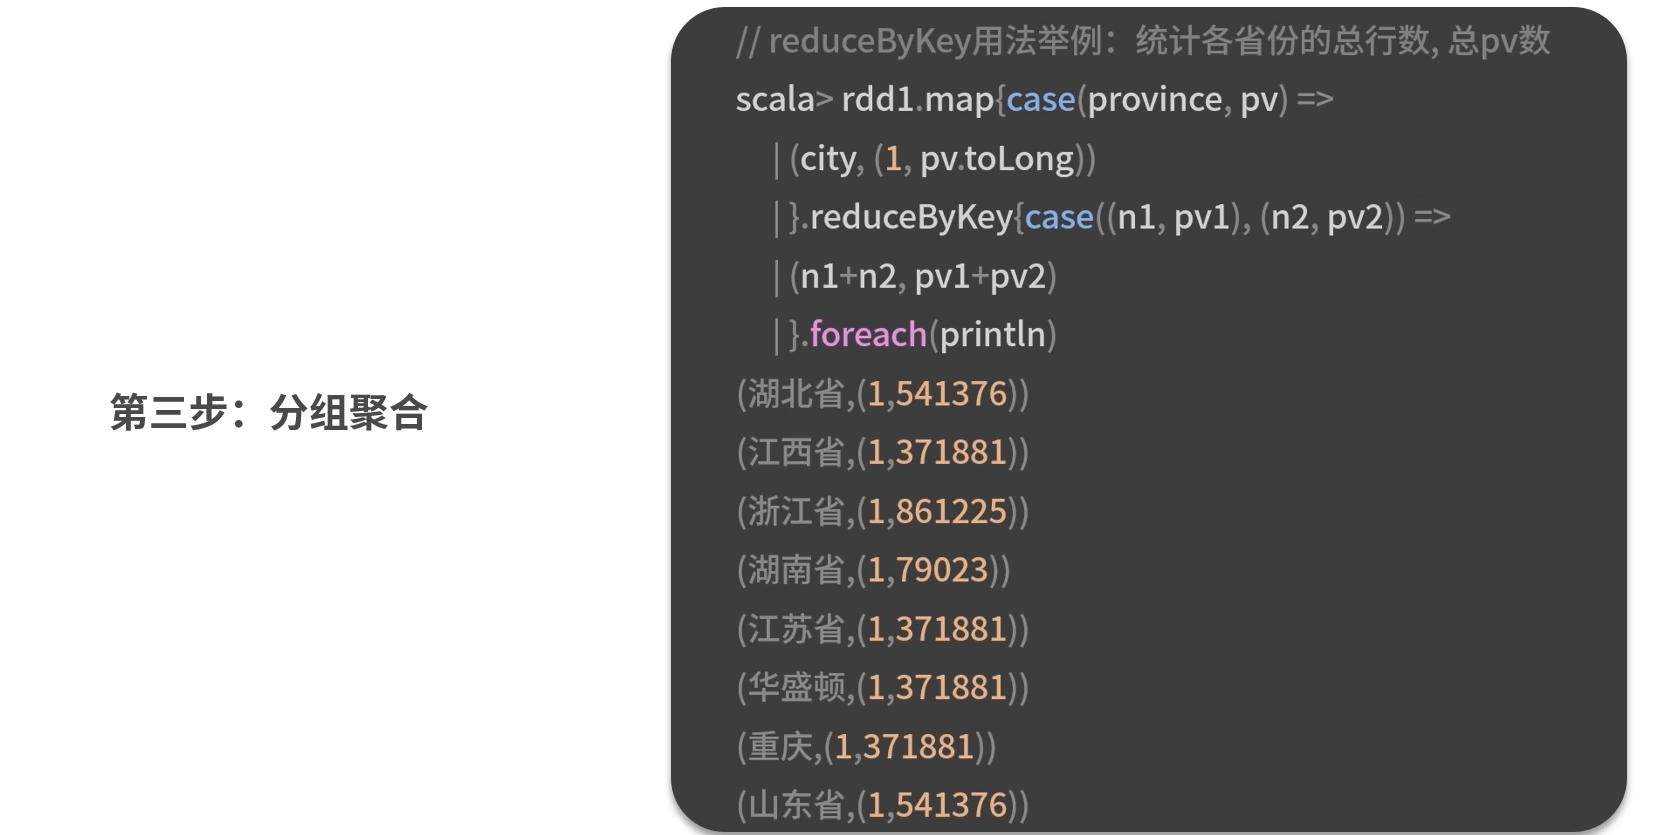 第三步：分组聚合
// reduceByKey用法举例：统计各省份的总行数, 总pv数
scala> rdd1.map{case(province, pv) =>
| (city, (1, pv.toLong))
| }.reduceByKey{case((n1, pv1), (n2, pv2)) =>
| (n1+n2, pv1+pv2)
| }.foreach(println)
(湖北省,(1,541376))
(江西省,(1,371881))
(浙江省,(1,861225))
(湖南省,(1,79023))
(江苏省,(1,371881))
(华盛顿,(1,371881))
(重庆,(1,371881))
(山东省,(1,541376))